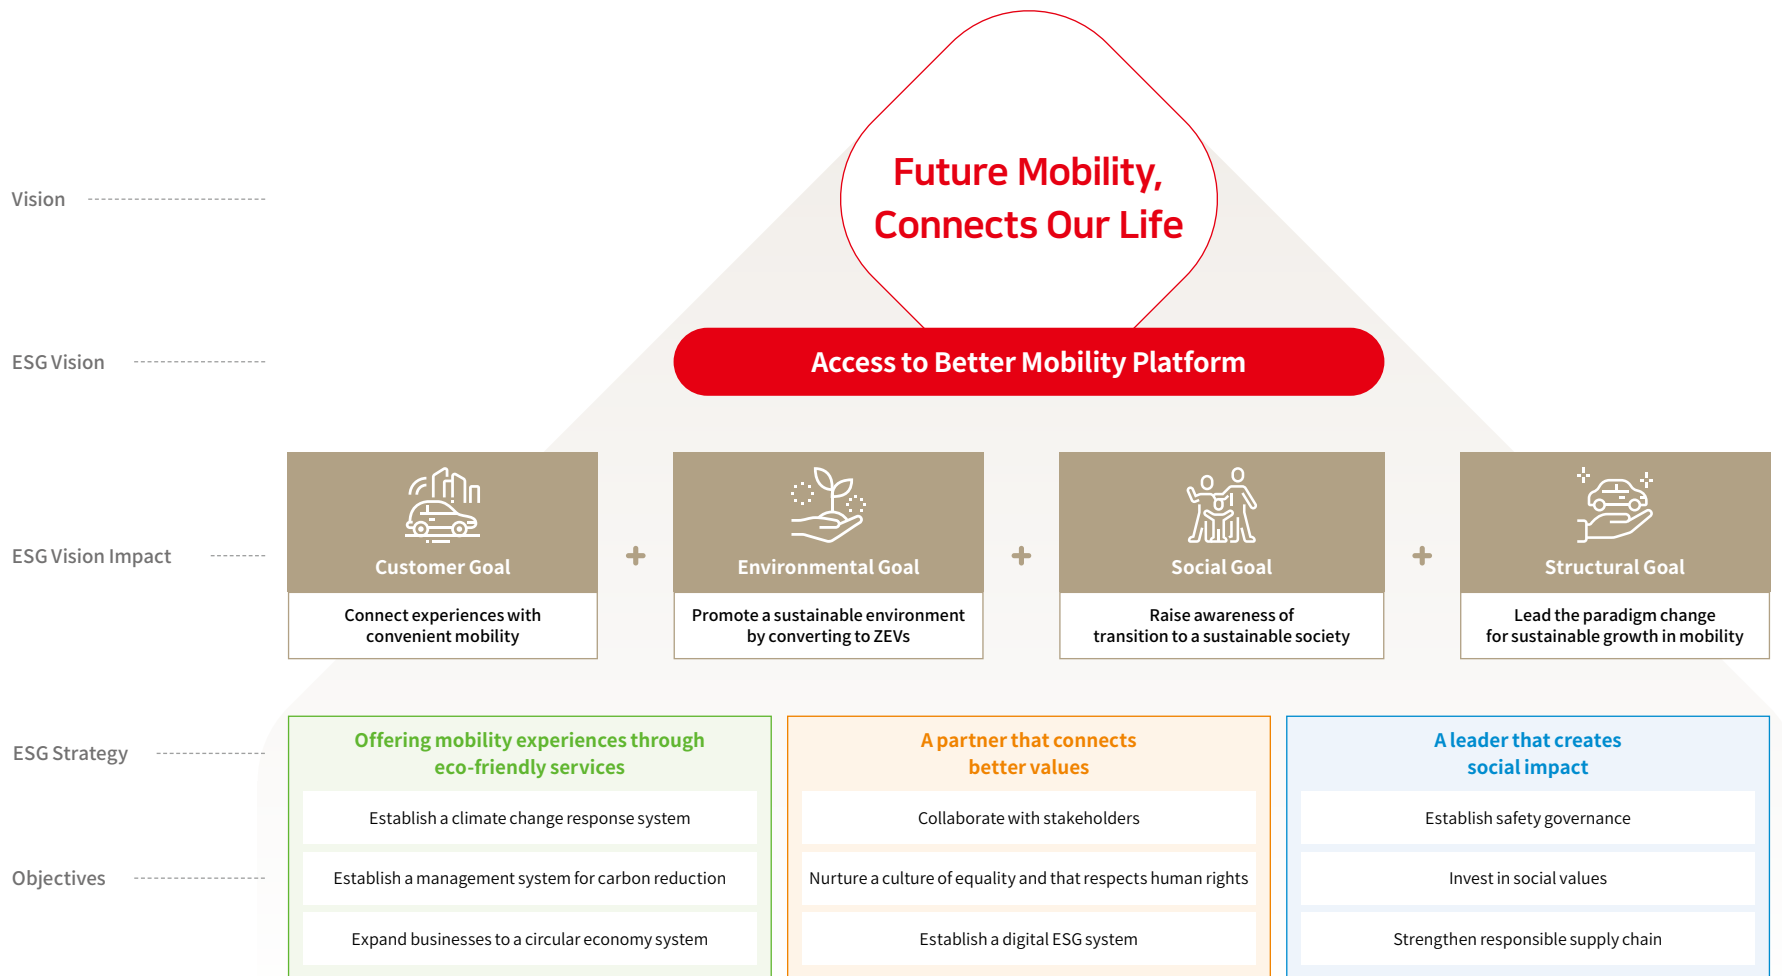 Vision
Future Mobility,
Connects Our Life
ESG Vision
Access to Better Mobility Platform
ESG Vision Impact
Customer Goal
Connect experiences with
convenient mobility
Environmental Goal
Promote a sustainable environment
by converting to ZEVs
Social Goal
Raise awareness of
transition to a sustainable society
Structural Goal
Lead the paradigm change
for sustainable growth in mobility
ESG Strategy
Offering mobility experiences through
eco-friendly services
A partner that connects
better values
A leader that creates
social impact
Objectives
Establish a climate change response system
Establish a management system for carbon reduction
Expand businesses to a circular economy system
Collaborate with stakeholders
Nurture a culture of equality and that respects human rights
Establish a digital ESG system
Establish safety governance
Invest in social values
Strengthen responsible supply chain